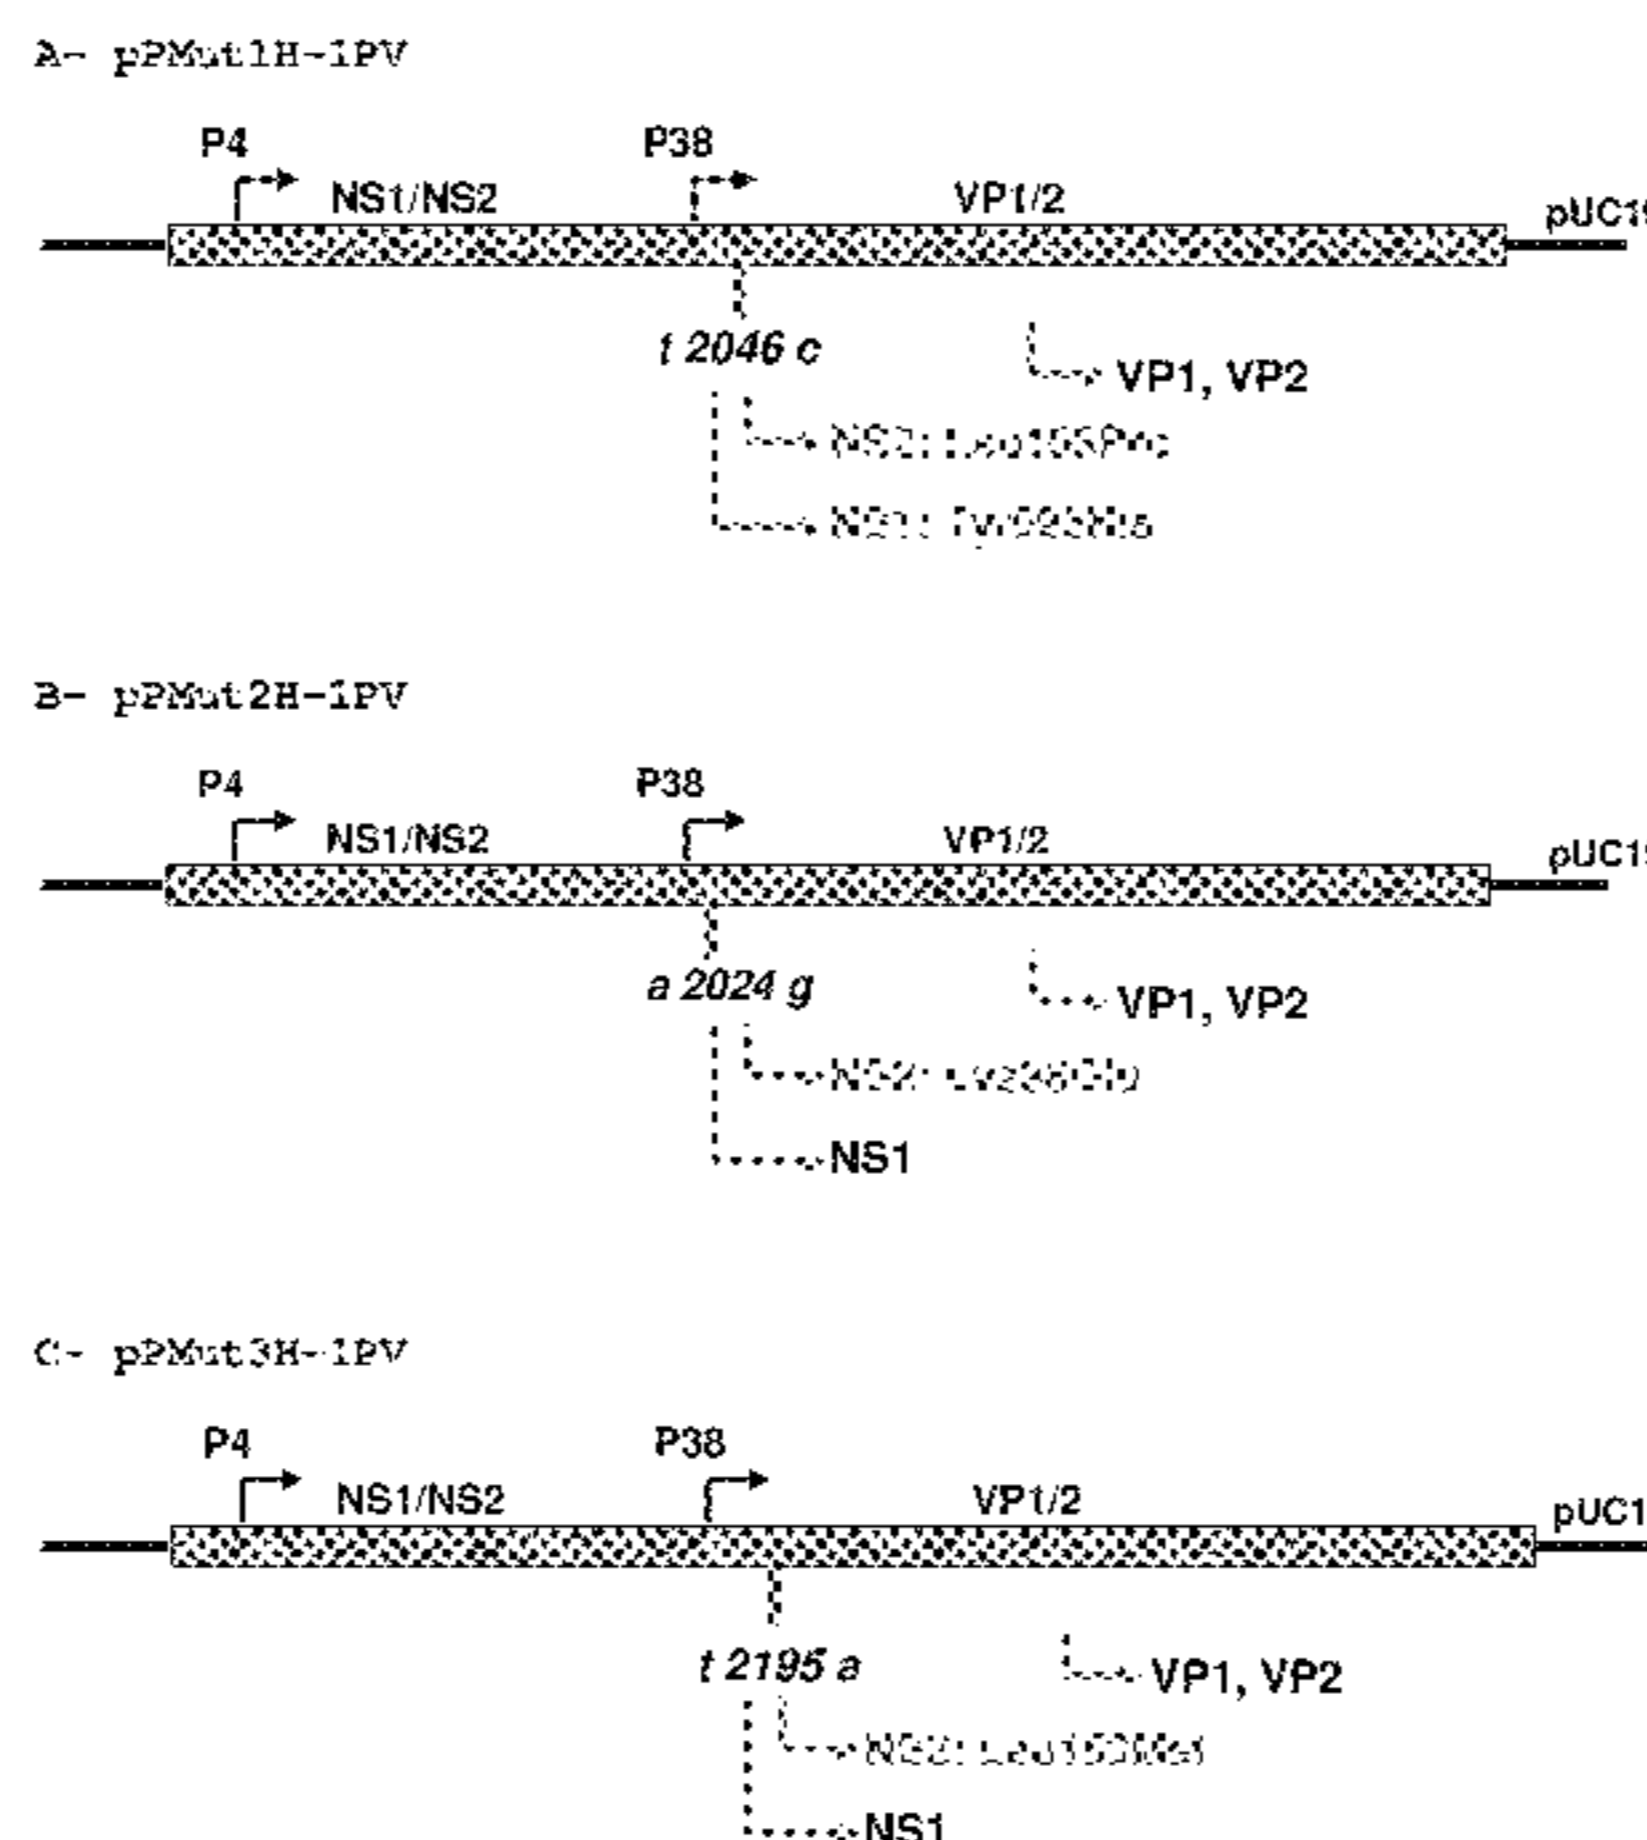 A- pPMut1H-1PV
P4 P38
NS1/NS2 VP1/2
t 2046 c
VP1, VP2
B- pPMut2H-1PV
P4 P38
NS1/NS2 VP1/2
a 2024 g
VP1, VP2
NS1
C- pPMut3H-1PV
P4 P38
NS1/NS2 VP1/2
t 2195 a
VP1, VP2
NS1